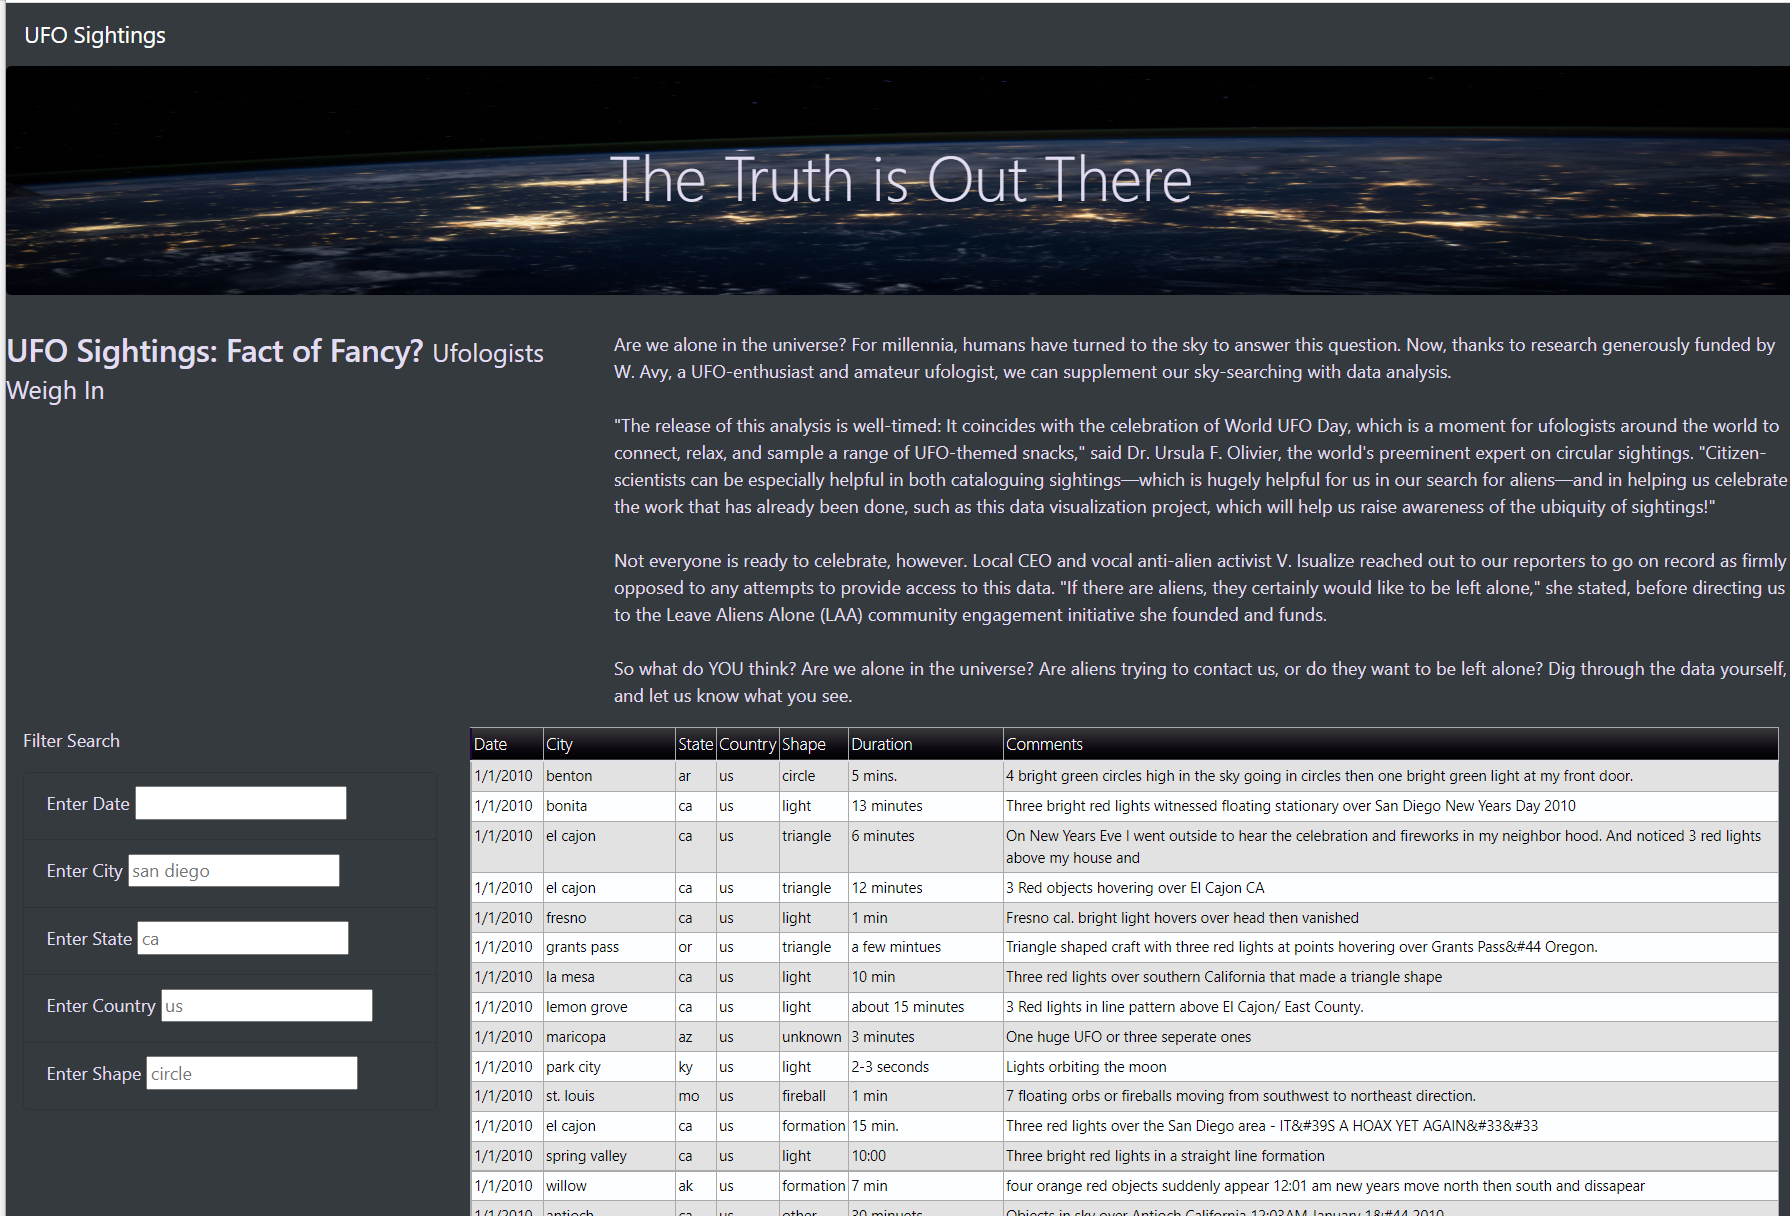 UFO Sightings
The Truth is Out There
UFO Sightings: Fact of Fancy? Ufologists
Weigh In
Are we alone in the universe? For millennia, humans have turned to the sky to answer this question. Now, thanks to research generously funded by
W. Avy, a UFO-enthusiast and amateur ufologist, we can supplement our sky-searching with data analysis.
"The release of this analysis is well-timed: It coincides with the celebration of World UFO Day, which is a moment for ufologists around the world to
connect, relax, and sample a range of UFO-themed snacks," said Dr. Ursula F. Olivier, the world's preeminent expert on circular sightings. "Citizen-
scientists can be especially helpful in both cataloguing sightings—which is hugely helpful for us in our search for aliens—and in helping us celebrate
the work that has already been done, such as this data visualization project, which will help us raise awareness of the ubiquity of sightings!"
Not everyone is ready to celebrate, however. Local CEO and vocal anti-alien activist V. Isualize reached out to our reporters to go on record as firmly
opposed to any attempts to provide access to this data. "If there are aliens, they certainly would like to be left alone," she stated, before directing us
to the Leave Aliens Alone (LAA) community engagement initiative she founded and funds.
So what do YOU think? Are we alone in the universe? Are aliens trying to contact us, or do they want to be left alone? Dig through the data yourself,
and let us know what you see.
Filter Search
Enter Date
Enter City san diego
Enter State ca
Enter Country us
Enter Shape circle
Date City State Country Shape Duration Comments
1/1/2010 benton ar us circle 5 mins. 4 bright green circles high in the sky going in circles then one bright green light at my front door.
1/1/2010 bonita ca us light 13 minutes Three bright red lights witnessed floating stationary over San Diego New Years Day 2010
1/1/2010 el cajon ca us triangle 6 minutes On New Years Eve I went outside to hear the celebration and fireworks in my neighbor hood. And noticed 3 red lights
above my house and
1/1/2010 el cajon ca us triangle 12 minutes 3 Red objects hovering over El Cajon CA
1/1/2010 fresno ca us light 1 min Fresno cal. bright light hovers over head then vanished
1/1/2010 grants pass or us triangle a few mintues Triangle shaped craft with three red lights at points hovering over Grants Pass&#44 Oregon.
1/1/2010 la mesa ca us light 10 min Three red lights over southern California that made a triangle shape
1/1/2010 lemon grove ca us light about 15 minutes 3 Red lights in line pattern above El Cajon/ East County.
1/1/2010 maricopa az us unknown 3 minutes One huge UFO or three seperate ones
1/1/2010 park city ky us light 2-3 seconds Lights orbiting the moon
1/1/2010 st. louis mo us fireball 1 min 7 floating orbs or fireballs moving from southwest to northeast direction.
1/1/2010 el cajon ca us formation 15 min. Three red lights over the San Diego area - IT&#39S A HOAX YET AGAIN&#33&#33
1/1/2010 spring valley ca us light 10:00 Three bright red lights in a straight line formation
1/1/2010 willow ak us formation 7 min four orange red objects suddenly appear 12:01 am new years move north then south and dissapear
1/1/2010 antioch ca us other 30 minuets Objects in sky over Antioch California 12:03AM January 1&#44 2010